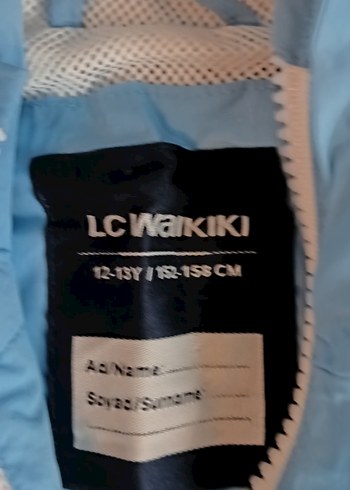 LC Waikiki
12-13Y / 152-158 CM
Ad/Name
Soyad/Surname